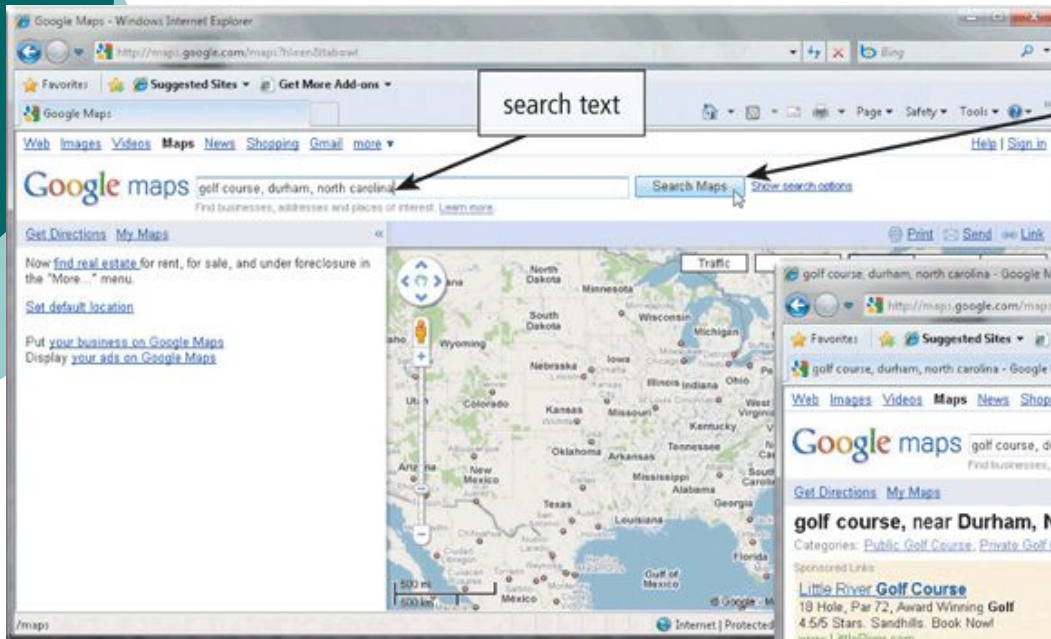 Google Maps - Windows Internet Explorer
http://maps.google.com/maps?hl=en&tab=wl
Bing
Favorites Suggested Sites Get More Add-ons
Google Maps
Page Safety Tools
search text
Web Images Videos Maps News Shopping Gmail more
Help | Sign in
Google maps golf course, durham, north carolina Search Maps Show search options
Find businesses, addresses and places of interest. Learn more.
Get Directions My Maps «
Print Send Link
Now find real estate for rent, for sale, and under foreclosure in
the "More..." menu.
Set default location
Put your business on Google Maps
Display your ads on Google Maps
Traffic
North
Dakota
Minnesota
South
Dakota
Wisconsin
Michigan
Wyoming
Iowa
Nebraska
Illinois Indiana Ohio
Colorado
Kansas
Missouri
West
Virginia
Kentucky
Oklahoma
Arkansas
Tennessee
New
Mexico
Mississippi
Alabama
South
Georgia
Texas
Louisiana
Florida
Gulf of
Mexico
México
500 mi
500 km
/maps
Internet | Protected
golf course, durham, north carolina - Google M
http://maps.google.com/maps
Favorites Suggested Sites
golf course, durham, north carolina - Google
Web Images Videos Maps News Shop
Google maps golf course, d
Find businesses,
Get Directions My Maps
golf course, near Durham, N
Categories: Public Golf Course, Private Golf
Sponsored Links
Little River Golf Course
18 Hole, Par 72, Award Winning Golf
4.5/5 Stars. Sandhills. Book Now!
www.LittleRiver.com